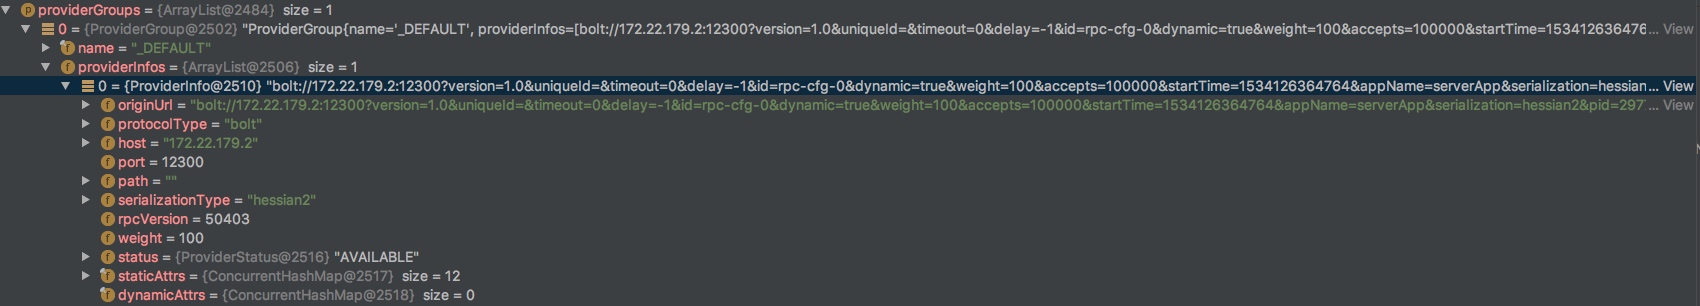 p providerGroups = {ArrayList@2484} size = 1
0 = {ProviderGroup@2502} "ProviderGroup{name='_DEFAULT', providerInfos=[bolt://172.22.179.2:12300?version=1.0&uniqueId=&timeout=0&delay=-1&id=rpc-cfg-0&dynamic=true&weight=100&accepts=100000&startTime=153412636476... View
f name = "_DEFAULT"
f providerInfos = {ArrayList@2506} size = 1
0 = {ProviderInfo@2510} "bolt://172.22.179.2:12300?version=1.0&uniqueId=&timeout=0&delay=-1&id=rpc-cfg-0&dynamic=true&weight=100&accepts=100000&startTime=1534126364764&appName=serverApp&serialization=hessian... View
f originUrl = "bolt://172.22.179.2:12300?version=1.0&uniqueId=&timeout=0&delay=-1&id=rpc-cfg-0&dynamic=true&weight=100&accepts=100000&startTime=1534126364764&appName=serverApp&serialization=hessian2&pid=297... View
f protocolType = "bolt"
f host = "172.22.179.2"
f port = 12300
f path = ""
f serializationType = "hessian2"
f rpcVersion = 50403
f weight = 100
f status = {ProviderStatus@2516} "AVAILABLE"
f staticAttrs = {ConcurrentHashMap@2517} size = 12
f dynamicAttrs = {ConcurrentHashMap@2518} size = 0